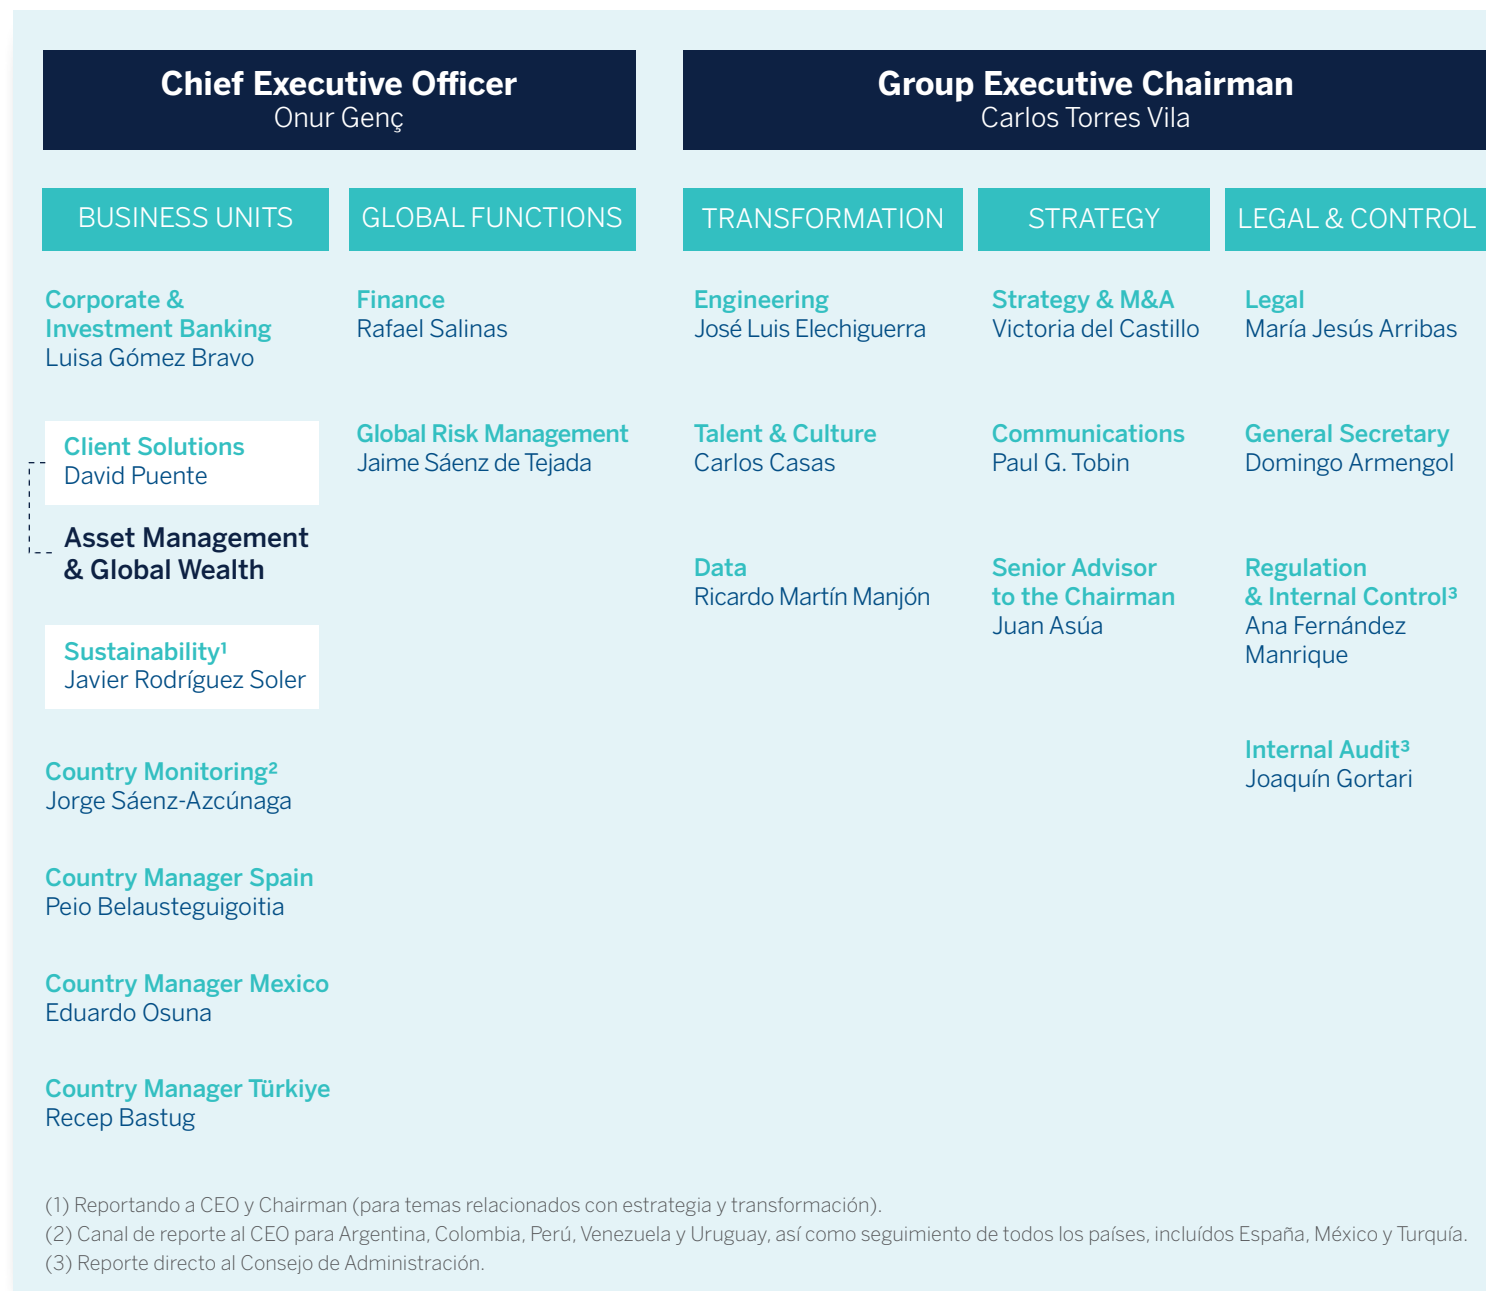 Chief Executive Officer
Onur Genç
Group Executive Chairman
Carlos Torres Vila
BUSINESS UNITS
Corporate &
Investment Banking
Luisa Gómez Bravo
Client Solutions
David Puente
Asset Management
& Global Wealth
Sustainability¹
Javier Rodríguez Soler
Country Monitoring²
Jorge Sáenz-Azcúnaga
Country Manager Spain
Peio Belausteguigoitia
Country Manager Mexico
Eduardo Osuna
Country Manager Türkiye
Recep Bastug
GLOBAL FUNCTIONS
Finance
Rafael Salinas
Global Risk Management
Jaime Sáenz de Tejada
TRANSFORMATION
Engineering
José Luis Elechiguerra
Talent & Culture
Carlos Casas
Data
Ricardo Martín Manjón
STRATEGY
Strategy & M&A
Victoria del Castillo
Communications
Paul G. Tobin
Senior Advisor
to the Chairman
Juan Asúa
LEGAL & CONTROL
Legal
María Jesús Arribas
General Secretary
Domingo Armengol
Regulation
& Internal Control³
Ana Fernández
Manrique
Internal Audit³
Joaquín Gortari
(1) Reportando a CEO y Chairman (para temas relacionados con estrategia y transformación).
(2) Canal de reporte al CEO para Argentina, Colombia, Perú, Venezuela y Uruguay, así como seguimiento de todos los países, incluídos España, México y Turquía.
(3) Reporte directo al Consejo de Administración.